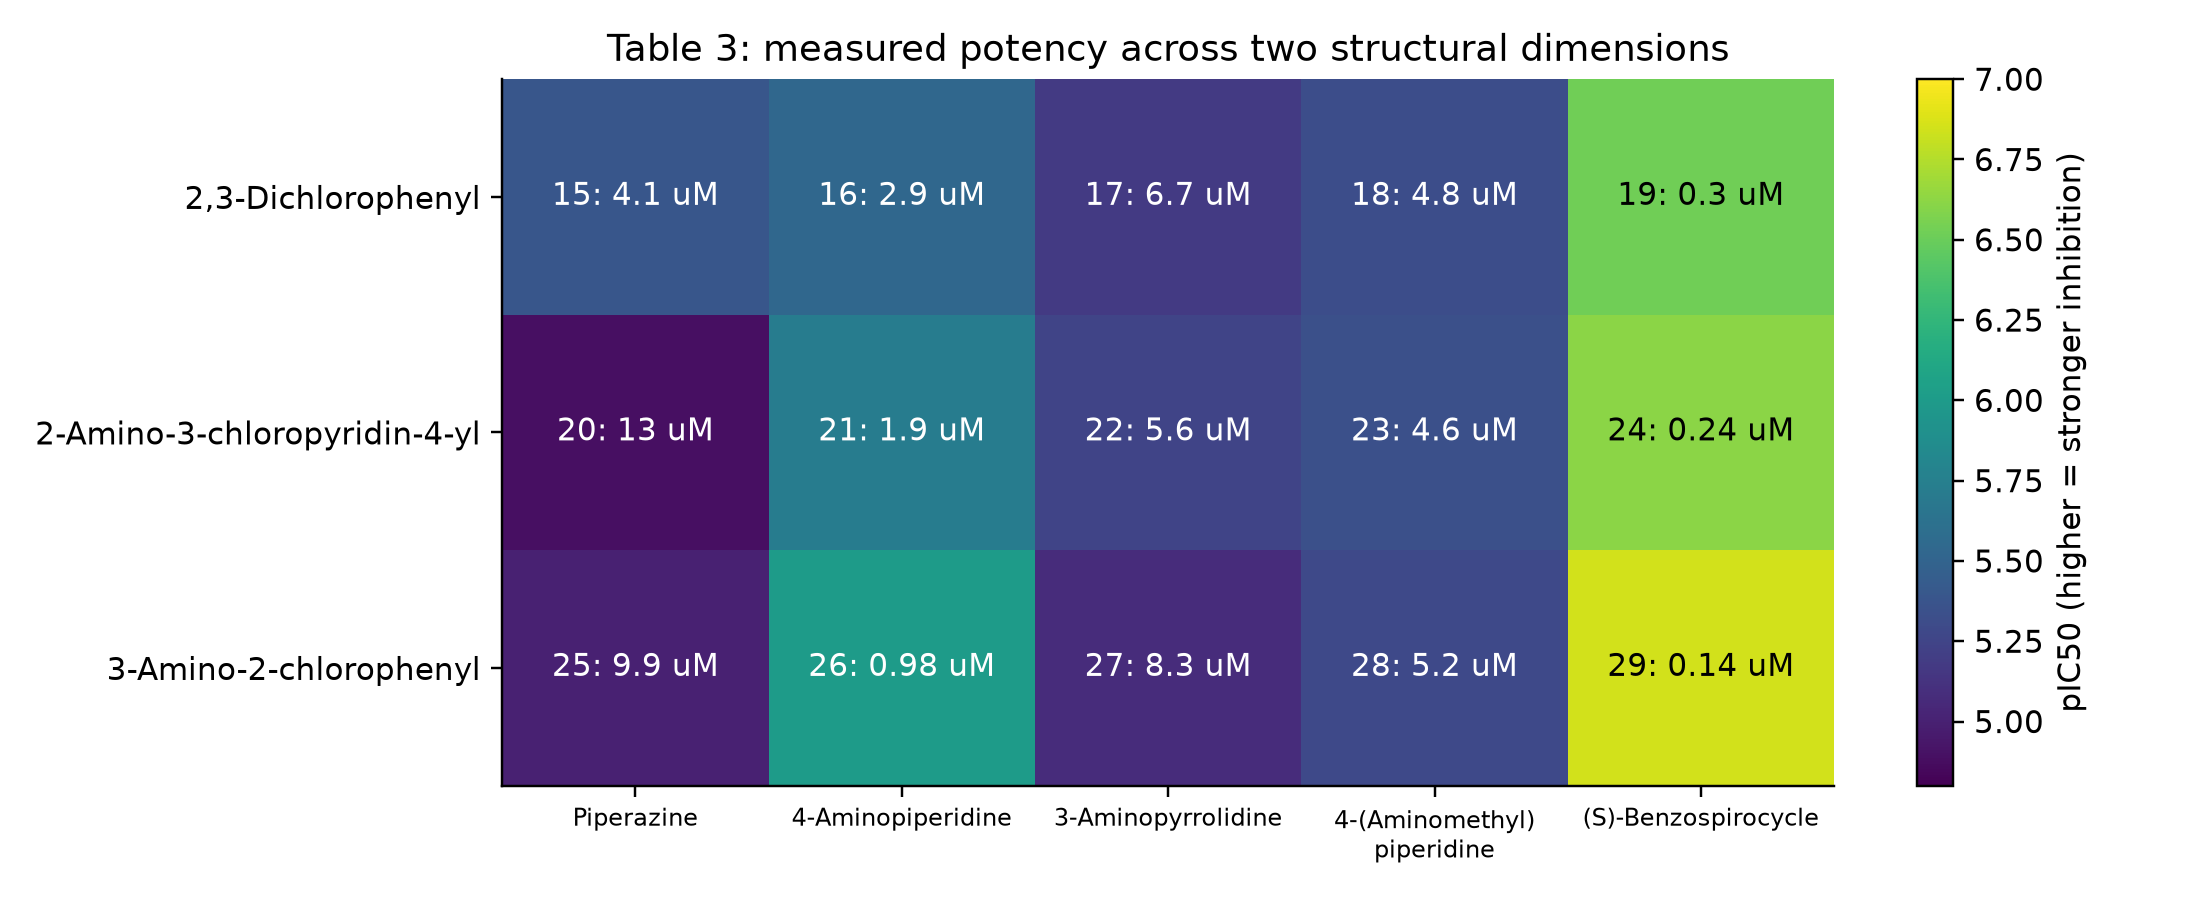 Table 3: measured potency across two structural dimensions
2,3-Dichlorophenyl
15: 4.1 uM
16: 2.9 uM
17: 6.7 uM
18: 4.8 uM
19: 0.3 uM
2-Amino-3-chloropyridin-4-yl
20: 13 uM
21: 1.9 uM
22: 5.6 uM
23: 4.6 uM
24: 0.24 uM
3-Amino-2-chlorophenyl
25: 9.9 uM
26: 0.98 uM
27: 8.3 uM
28: 5.2 uM
29: 0.14 uM
Piperazine
4-Aminopiperidine
3-Aminopyrrolidine
4-(Aminomethyl)
piperidine
(S)-Benzospirocycle
7.00
6.75
6.50
6.25
6.00
5.75
5.50
5.25
5.00
pIC50 (higher = stronger inhibition)